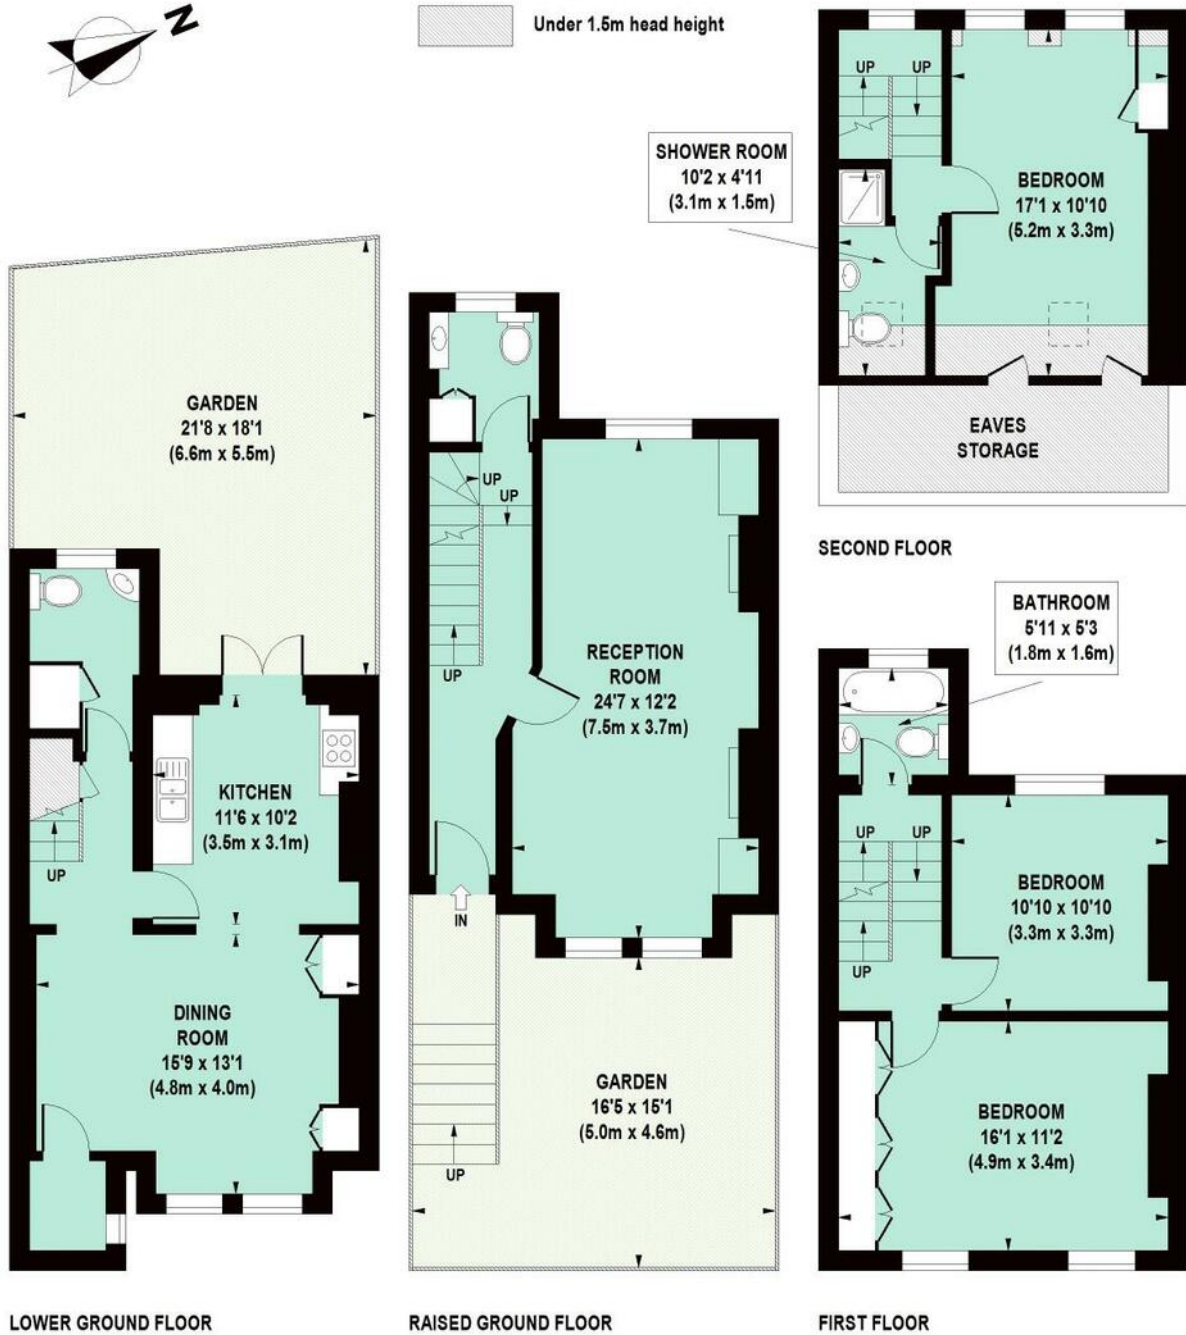 N
Under 1.5m head height
UP
UP
SHOWER ROOM
10'2 x 4'11
(3.1m x 1.5m)
BEDROOM
17'1 x 10'10
(5.2m x 3.3m)
EAVES
STORAGE
SECOND FLOOR
GARDEN
21'8 x 18'1
(6.6m x 5.5m)
KITCHEN
11'6 x 10'2
(3.5m x 3.1m)
UP
DINING
ROOM
15'9 x 13'1
(4.8m x 4.0m)
LOWER GROUND FLOOR
UP
UP
UP
RECEPTION
ROOM
24'7 x 12'2
(7.5m x 3.7m)
IN
GARDEN
16'5 x 15'1
(5.0m x 4.6m)
UP
RAISED GROUND FLOOR
BATHROOM
5'11 x 5'3
(1.8m x 1.6m)
UP
UP
UP
BEDROOM
10'10 x 10'10
(3.3m x 3.3m)
BEDROOM
16'1 x 11'2
(4.9m x 3.4m)
FIRST FLOOR